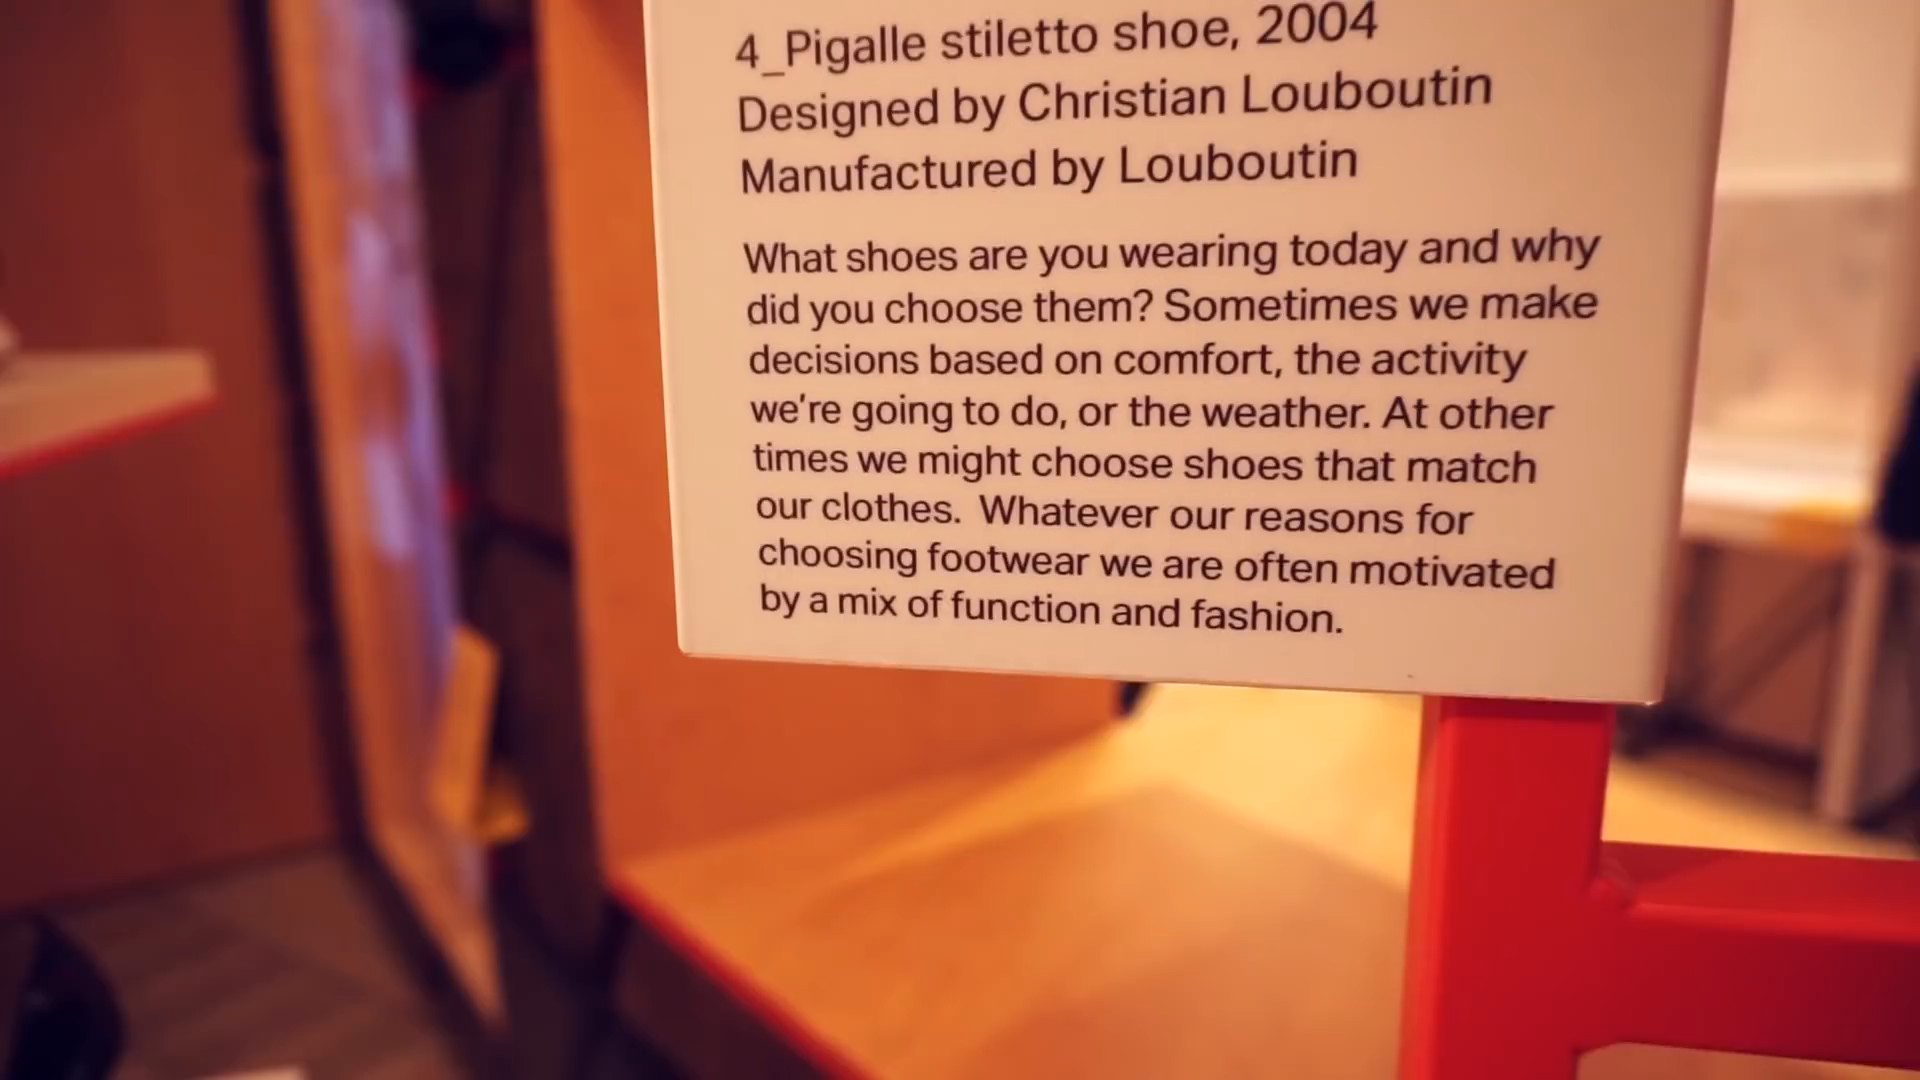 4_Pigalle stiletto shoe, 2004
Designed by Christian Louboutin
Manufactured by Louboutin
What shoes are you wearing today and why
did you choose them? Sometimes we make
decisions based on comfort, the activity
we're going to do, or the weather. At other
times we might choose shoes that match
our clothes.  Whatever our reasons for
choosing footwear we are often motivated
by a mix of function and fashion.